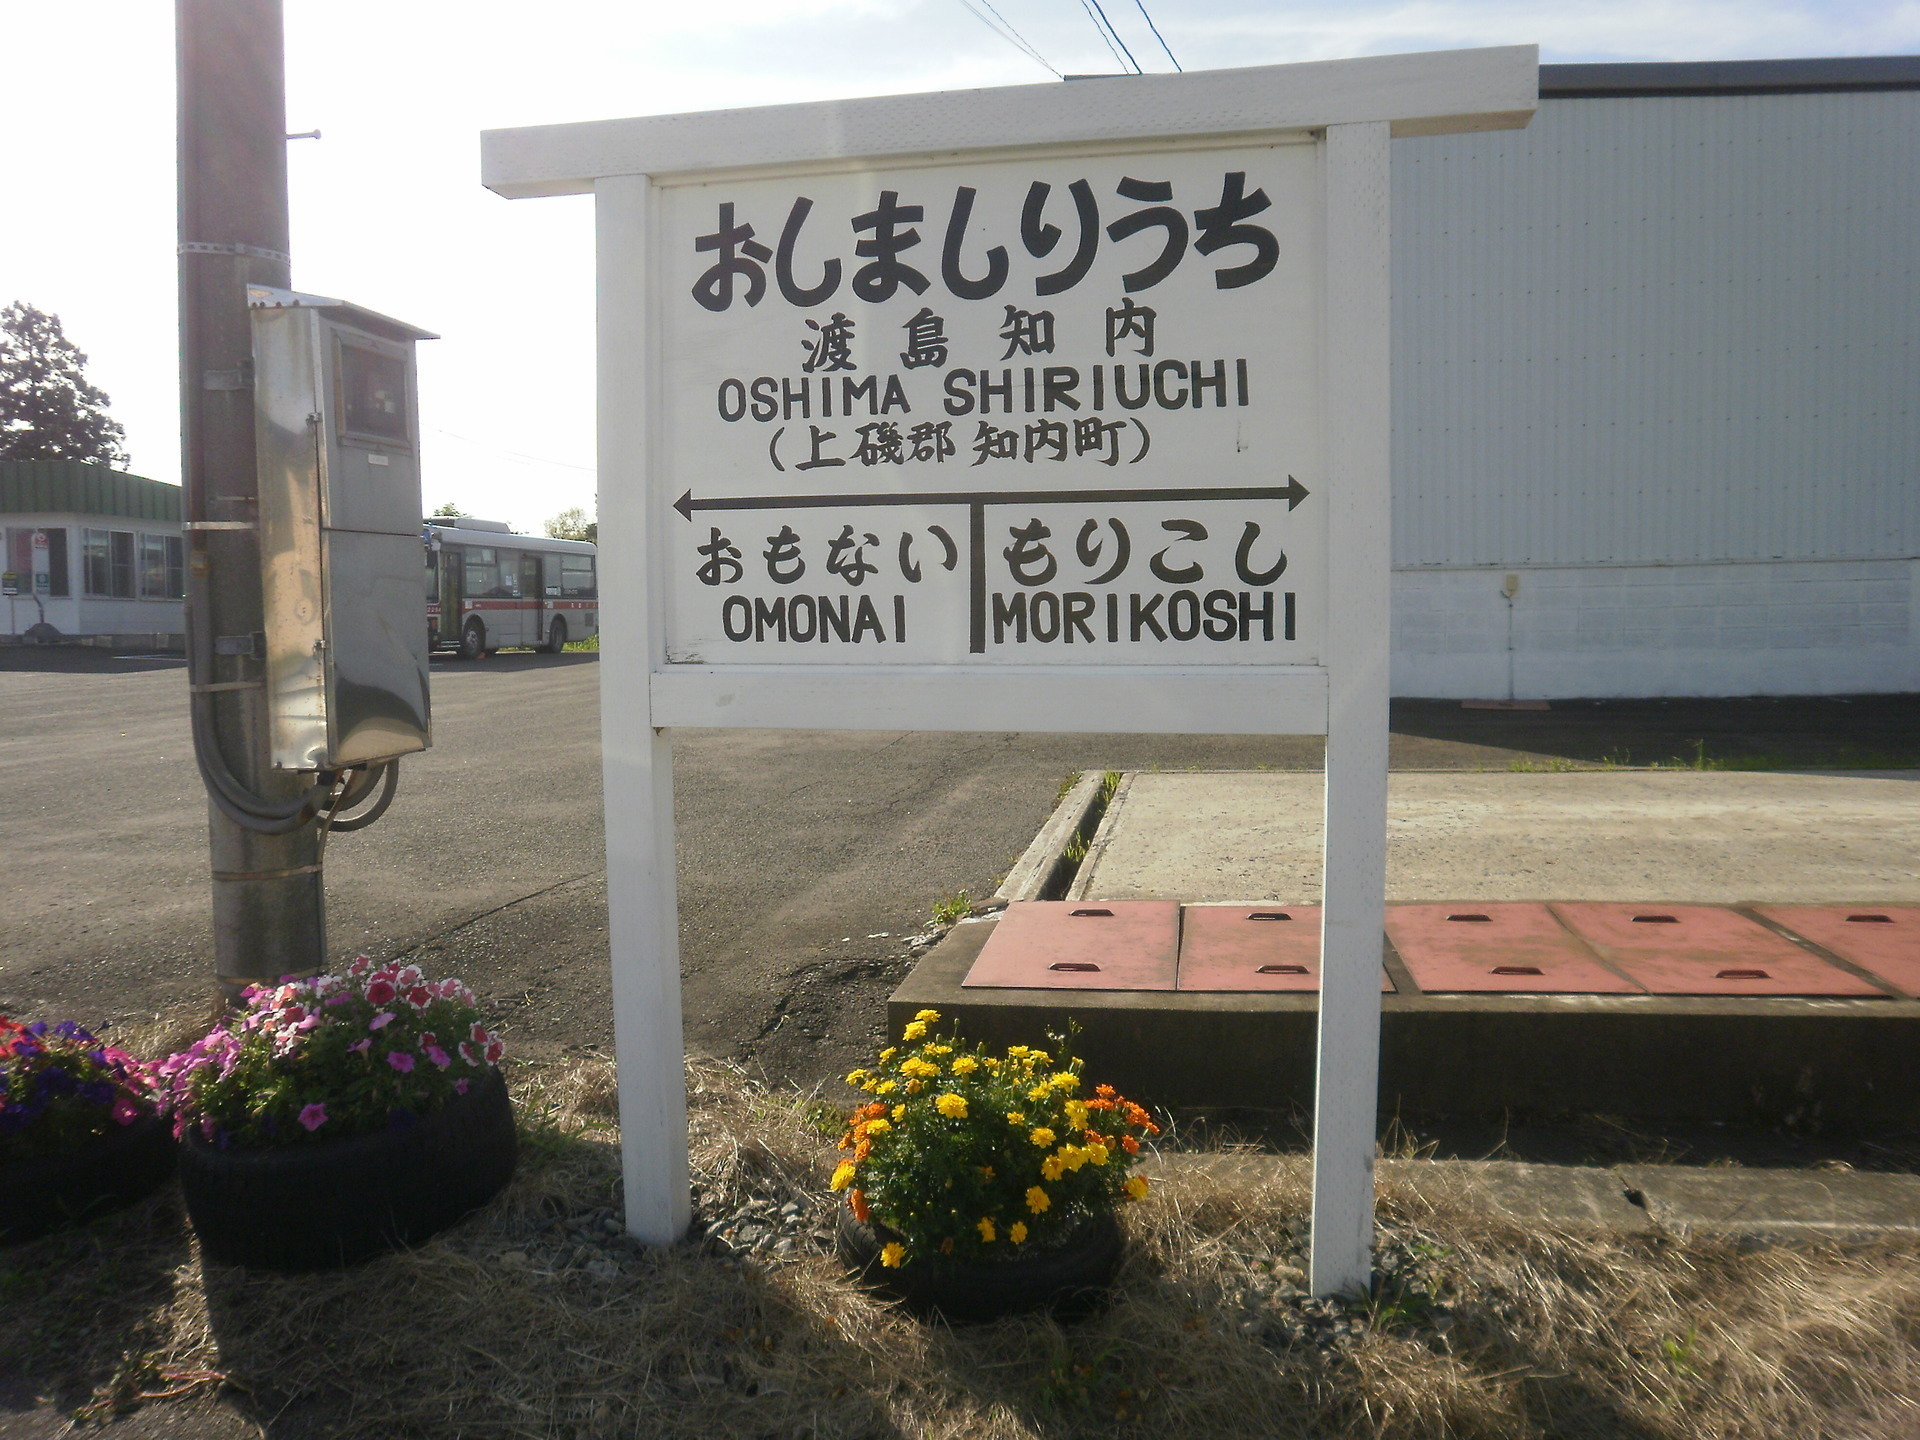 おしましりうち
渡島知内
OSHIMA SHIRIUCHI
(上磯郡 知内町)
おもない もりこし
OMONAI MORIKOSHI